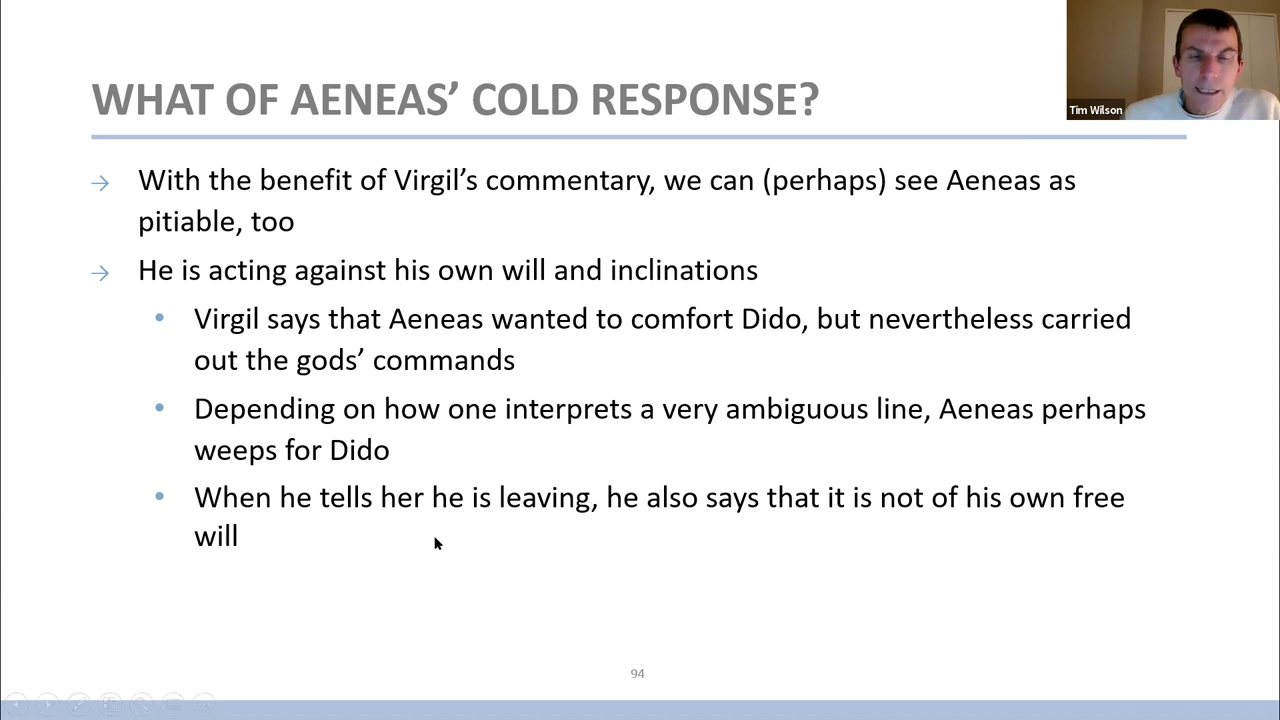 WHAT OF AENEAS’ COLD RESPONSE?
Tim Wilson
→ With the benefit of Virgil’s commentary, we can (perhaps) see Aeneas as
pitiable, too
→ He is acting against his own will and inclinations
• Virgil says that Aeneas wanted to comfort Dido, but nevertheless carried
out the gods’ commands
• Depending on how one interprets a very ambiguous line, Aeneas perhaps
weeps for Dido
• When he tells her he is leaving, he also says that it is not of his own free
will
94